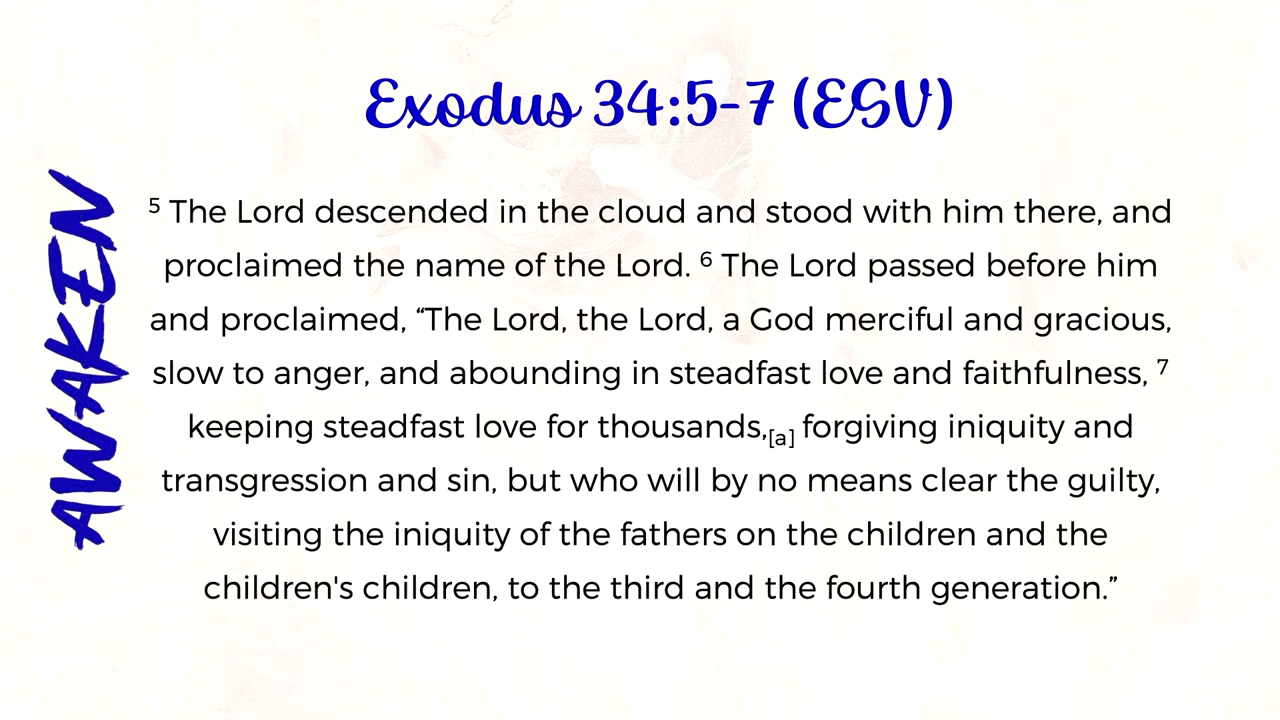 Exodus 34:5-7 (ESV)
AWAKEN
5 The Lord descended in the cloud and stood with him there, and
proclaimed the name of the Lord. 6 The Lord passed before him
and proclaimed, “The Lord, the Lord, a God merciful and gracious,
slow to anger, and abounding in steadfast love and faithfulness, 7
keeping steadfast love for thousands,[a] forgiving iniquity and
transgression and sin, but who will by no means clear the guilty,
visiting the iniquity of the fathers on the children and the
children's children, to the third and the fourth generation.”